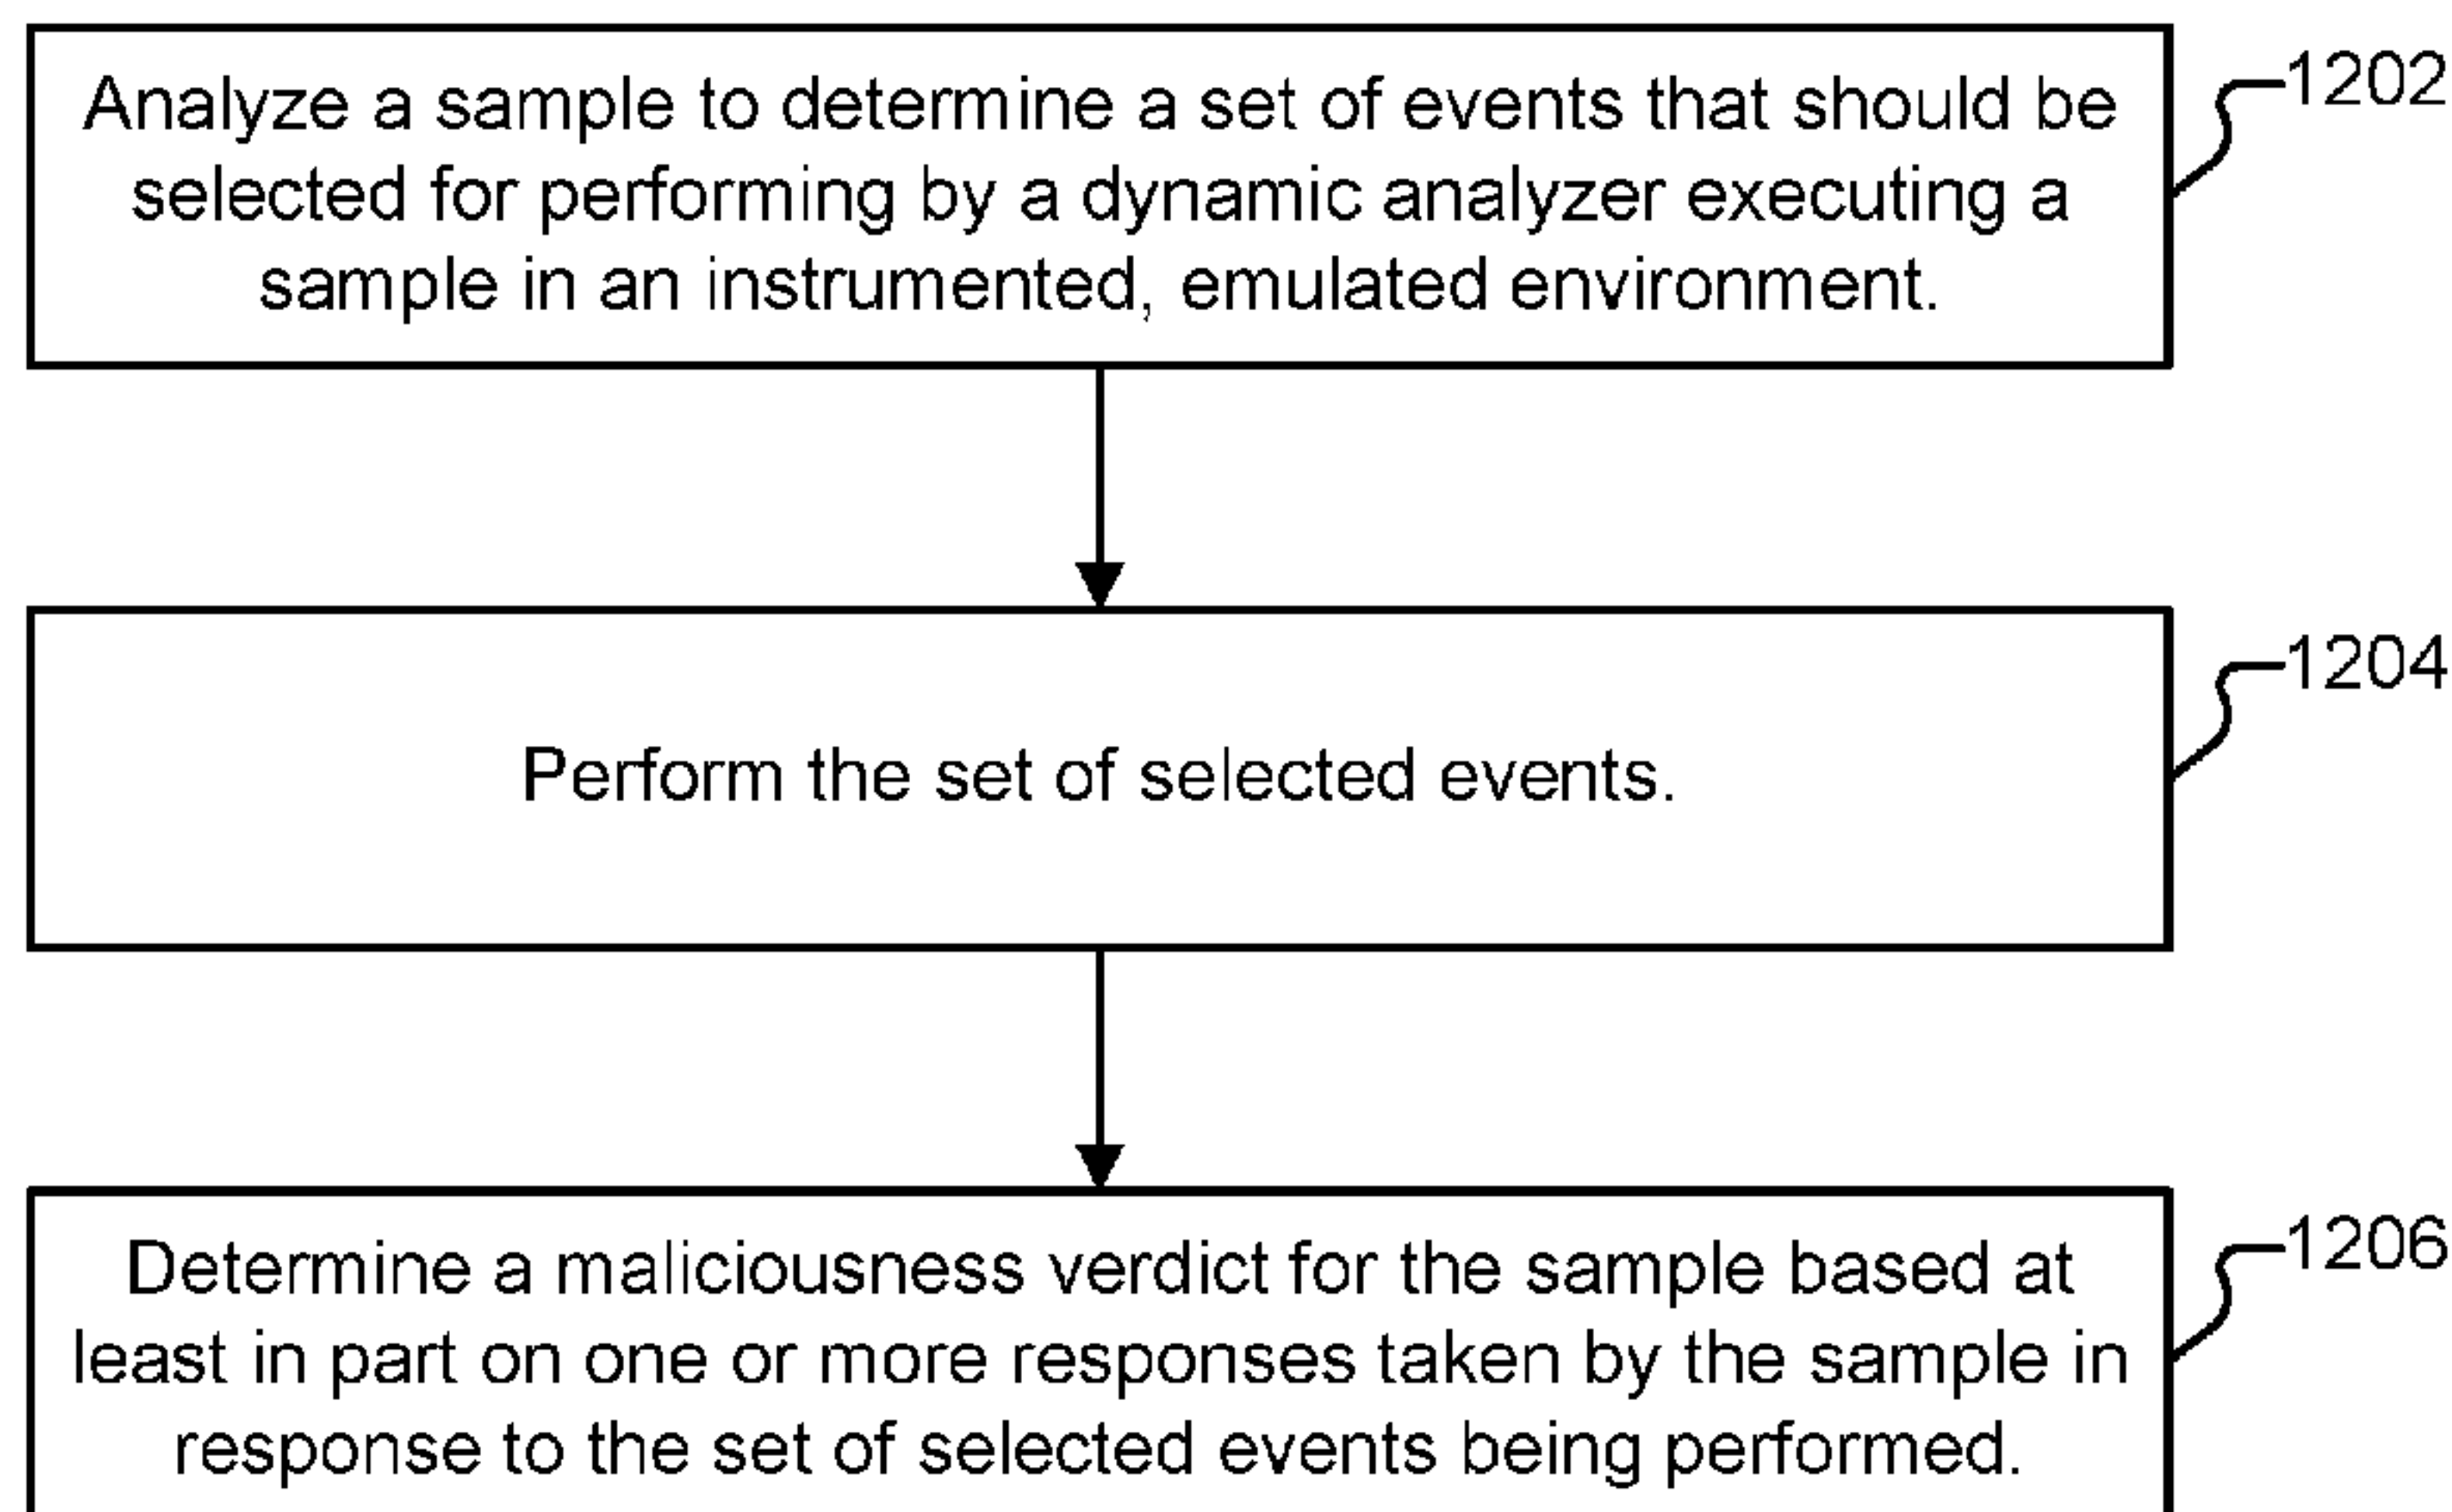 Analyze a sample to determine a set of events that should be
selected for performing by a dynamic analyzer executing a
sample in an instrumented, emulated environment.
1202
Perform the set of selected events.
1204
Determine a maliciousness verdict for the sample based at
least in part on one or more responses taken by the sample in
response to the set of selected events being performed.
1206